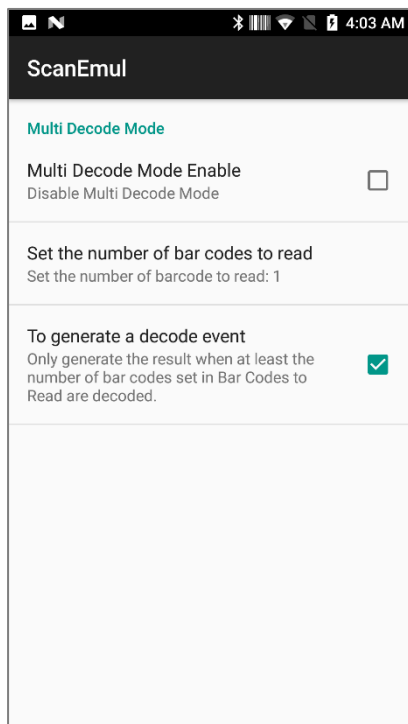 4:03 AM
ScanEmul
Multi Decode Mode
Multi Decode Mode Enable
Disable Multi Decode Mode
Set the number of bar codes to read
Set the number of barcode to read: 1
To generate a decode event
Only generate the result when at least the
number of bar codes set in Bar Codes to
Read are decoded.